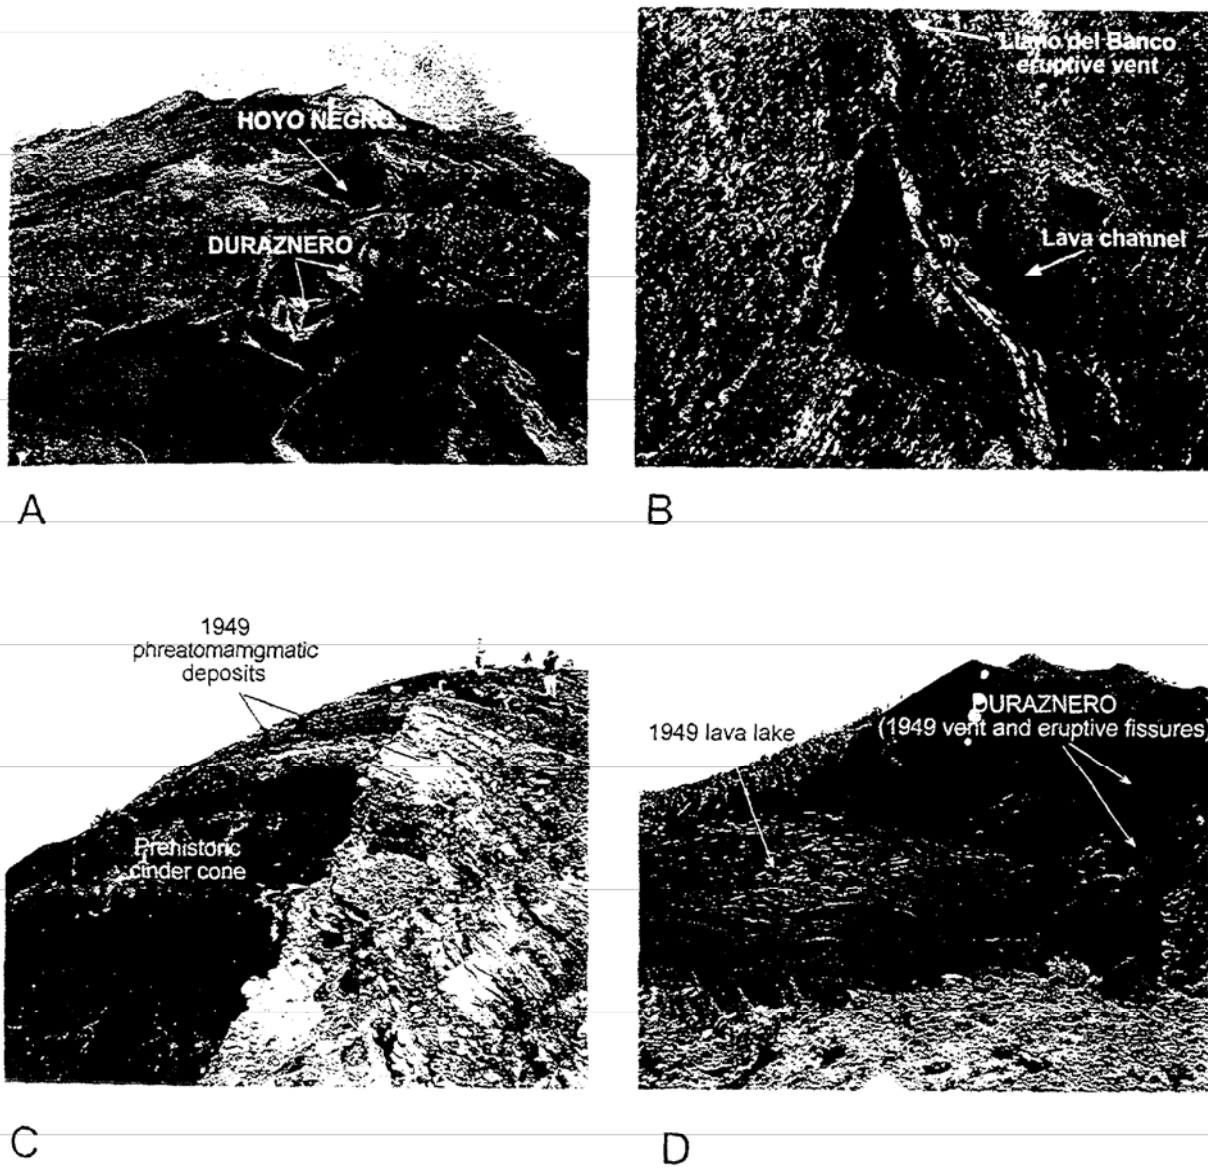 HOYO NEGRO
DURAZNERO
A
Llano del Banco
eruptive vent
Lava channel
B
1949
phreatomamgmatic
deposits
Prehistoric
cinder cone
C
1949 lava lake
DURAZNERO
(1949 vent and eruptive fissures)
D